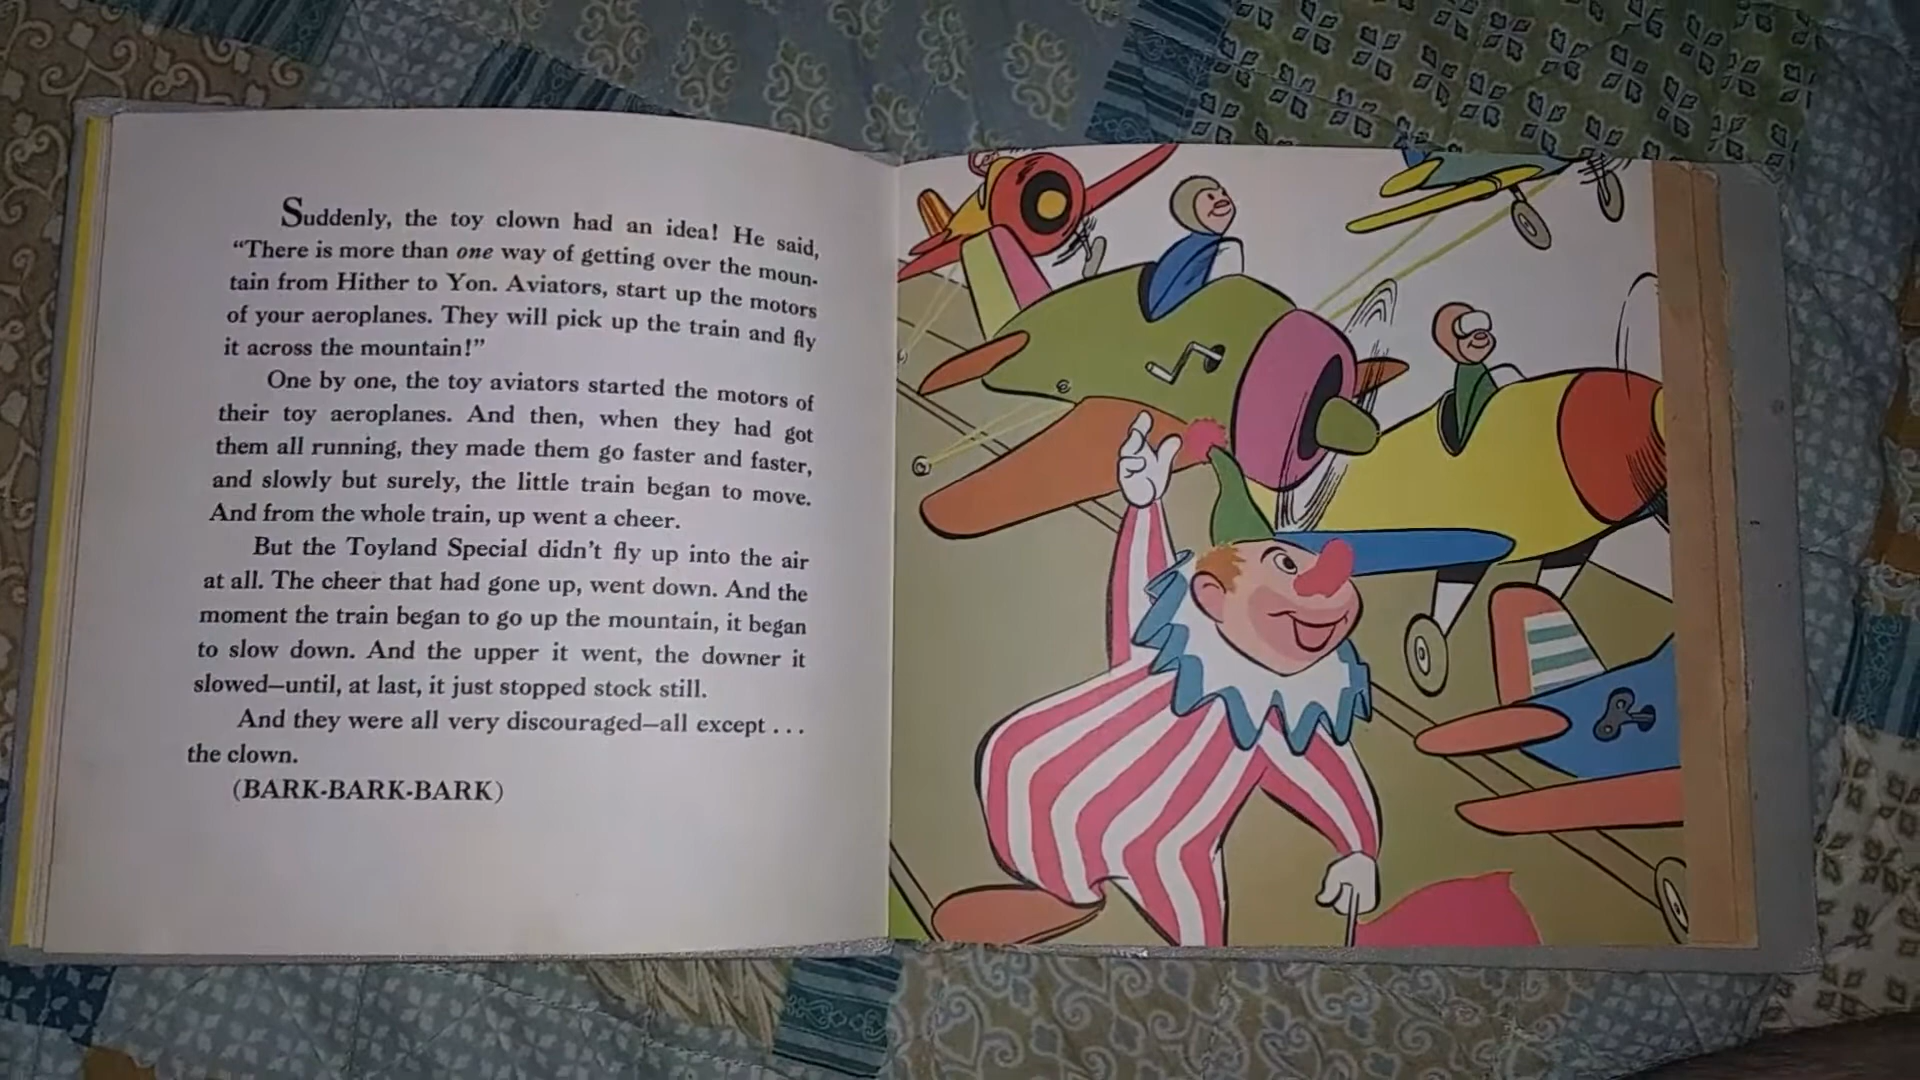 Suddenly, the toy clown had an idea! He said,
“There is more than one way of getting over the moun-
tain from Hither to Yon. Aviators, start up the motors
of your aeroplanes. They will pick up the train and fly
it across the mountain!”
One by one, the toy aviators started the motors of
their toy aeroplanes. And then, when they had got
them all running, they made them go faster and faster,
and slowly but surely, the little train began to move.
And from the whole train, up went a cheer.
But the Toyland Special didn’t fly up into the air
at all. The cheer that had gone up, went down. And the
moment the train began to go up the mountain, it began
to slow down. And the upper it went, the downer it
slowed—until, at last, it just stopped stock still.
And they were all very discouraged—all except . . .
the clown.
(BARK-BARK-BARK)